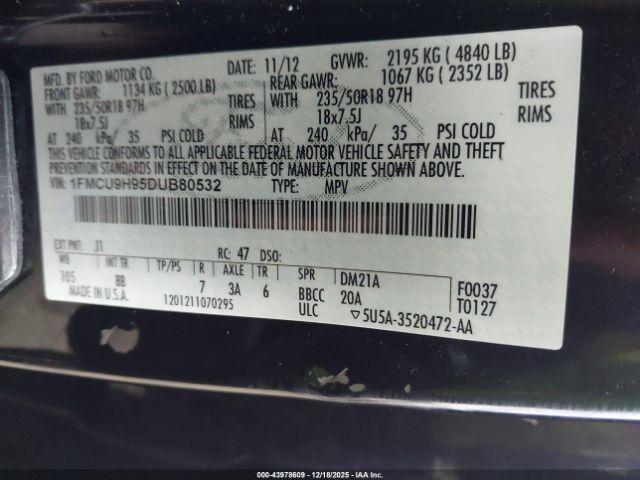 MFD. BY FORD MOTOR CO. DATE: 11/12 GVWR: 2195 KG ( 4840 LB)
FRONT GAWR: 1134 KG ( 2500 LB) REAR GAWR: 1067 KG ( 2352 LB)
WITH 235/50R18 97H TIRES WITH 235/50R18 97H TIRES
18x7.5J RIMS 18x7.5J RIMS
AT 240 kPa/ 35 PSI COLD AT 240 kPa/ 35 PSI COLD
THIS VEHICLE CONFORMS TO ALL APPLICABLE FEDERAL MOTOR VEHICLE SAFETY AND THEFT
PREVENTION STANDARDS IN EFFECT ON THE DATE OF MANUFACTURE SHOWN ABOVE.
VIN: 1FMCU9H95DUB80532 TYPE: MPV
EXT PNT: J1 RC: 47 DSO:
WB INT TR TP/PS R AXLE TR SPR DM21A F0037
105 BB 7 3A 6 BBCC 20A T0127
MADE IN U.S.A. 1201211070295 ULC ▽5U5A-3520472-AA
000-43978609 - 12/18/2025 - IAA, Inc.